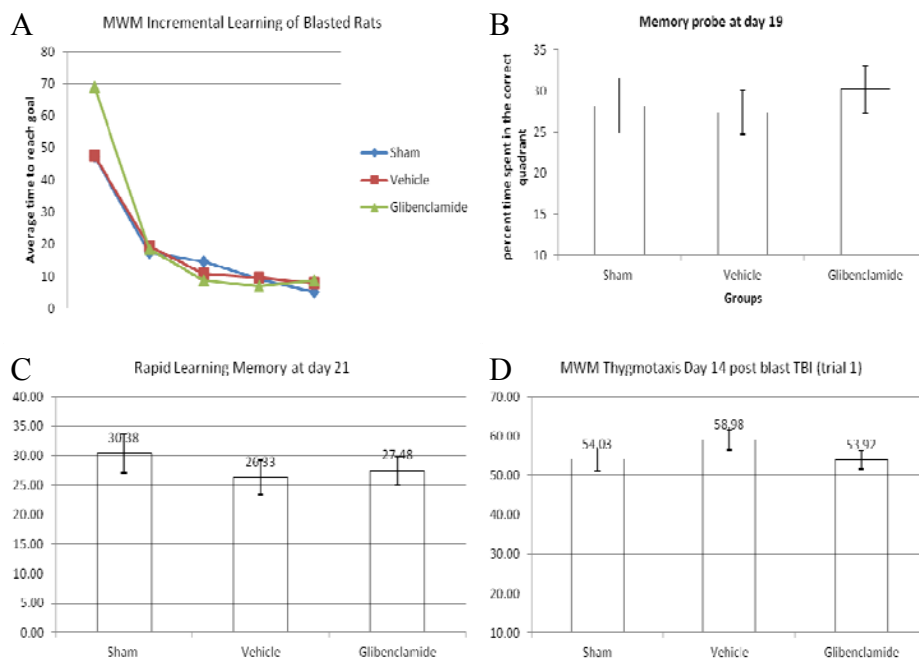 A
MWM Incremental Learning of Blasted Rats
Average time to reach goal
80
70
60
50
40
30
20
10
0
Sham
Vehicle
Glibenclamide
B
Memory probe at day 19
percent time spent in the correct
quadrant
35
30
25
20
15
10
Sham
Vehicle
Glibenclamide
Groups
C
Rapid Learning Memory at day 21
40.00
35.00
30.00
25.00
20.00
15.00
10.00
5.00
0.00
30.38
26.33
27.48
Sham
Vehicle
Glibenclamide
D
MWM Thygmotaxis Day 14 post blast TBI (trial 1)
70.00
60.00
50.00
40.00
30.00
20.00
10.00
54.03
58.98
53.92
Sham
Vehicle
Glibenclamide